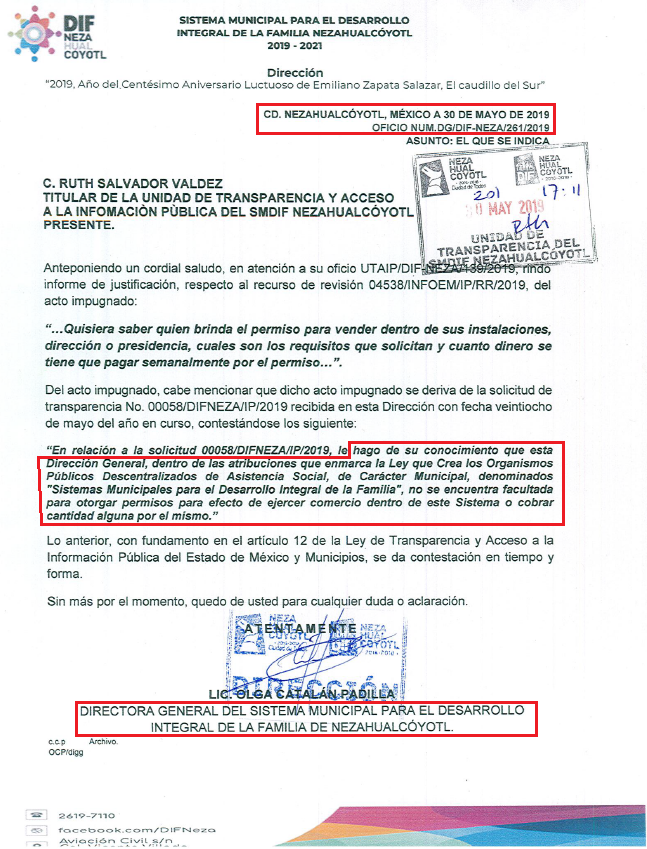 DIF
NEZA
HUAL
CÓYOTL
SISTEMA MUNICIPAL PARA EL DESARROLLO
INTEGRAL DE LA FAMILIA NEZAHUALCÓYOTL
2019 - 2021
Dirección
"2019, Año del Centésimo Aniversario Luctuoso de Emiliano Zapata Salazar, El caudillo del Sur"
CD. NEZAHUALCÓYOTL, MÉXICO A 30 DE MAYO DE 2019
OFICIO NUM.DG/DIF-NEZA/261/2019
ASUNTO: EL QUE SE INDICA
NEZA
HUAL
CÓYOTL
Ciudad de Todos
NEZA
HUAL
CÓYOTL
201 17:11
30 MAY 2019
UNIDAD DE
TRANSPARENCIA DEL
SMDIF NEZAHUALCÓYOTL
C. RUTH SALVADOR VALDEZ
TITULAR DE LA UNIDAD DE TRANSPARENCIA Y ACCESO
A LA INFOMACIÒN PÙBLICA DEL SMDIF NEZAHUALCÓYOTL
PRESENTE.
Anteponiendo un cordial saludo, en atención a su oficio UTAIP/DIF-NEZA/139/2019, rindo
informe de justificación, respecto al recurso de revisión 04538/INFOEM/IP/RR/2019, del
acto impugnado:
“...Quisiera saber quien brinda el permiso para vender dentro de sus instalaciones,
dirección o presidencia, cuales son los requisitos que solicitan y cuanto dinero se
tiene que pagar semanalmente por el permiso...”.
Del acto impugnado, cabe mencionar que dicho acto impugnado se deriva de la solicitud de
transparencia No. 00058/DIFNEZA/IP/2019 recibida en esta Dirección con fecha veintiocho
de mayo del año en curso, contestándose los siguiente:
“En relación a la solicitud 00058/DIFNEZA/IP/2019, le hago de su conocimiento que esta
Dirección General, dentro de las atribuciones que enmarca la Ley que Crea los Organismos
Públicos Descentralizados de Asistencia Social, de Carácter Municipal, denominados
"Sistemas Municipales para el Desarrollo Integral de la Familia", no se encuentra facultada
para otorgar permisos para efecto de ejercer comercio dentro de este Sistema o cobrar
cantidad alguna por el mismo.”
Lo anterior, con fundamento en el artículo 12 de la Ley de Transparencia y Acceso a la
Información Pública del Estado de México y Municipios, se da contestación en tiempo y
forma.
Sin más por el momento, quedo de usted para cualquier duda o aclaración.
NEZA
HUAL
CÓYOTL
NEZA
HUAL
CÓYOTL
ATENTAMENTE
DIRECCIÓN
LIC. OLGA CATALÁN PADILLA
DIRECTORA GENERAL DEL SISTEMA MUNICIPAL PARA EL DESARROLLO
INTEGRAL DE LA FAMILIA DE NEZAHUALCÓYOTL.
c.c.p Archivo.
OCP/digg
2619-7110
facebook.com/DIFNeza
Aviación Civil s/n